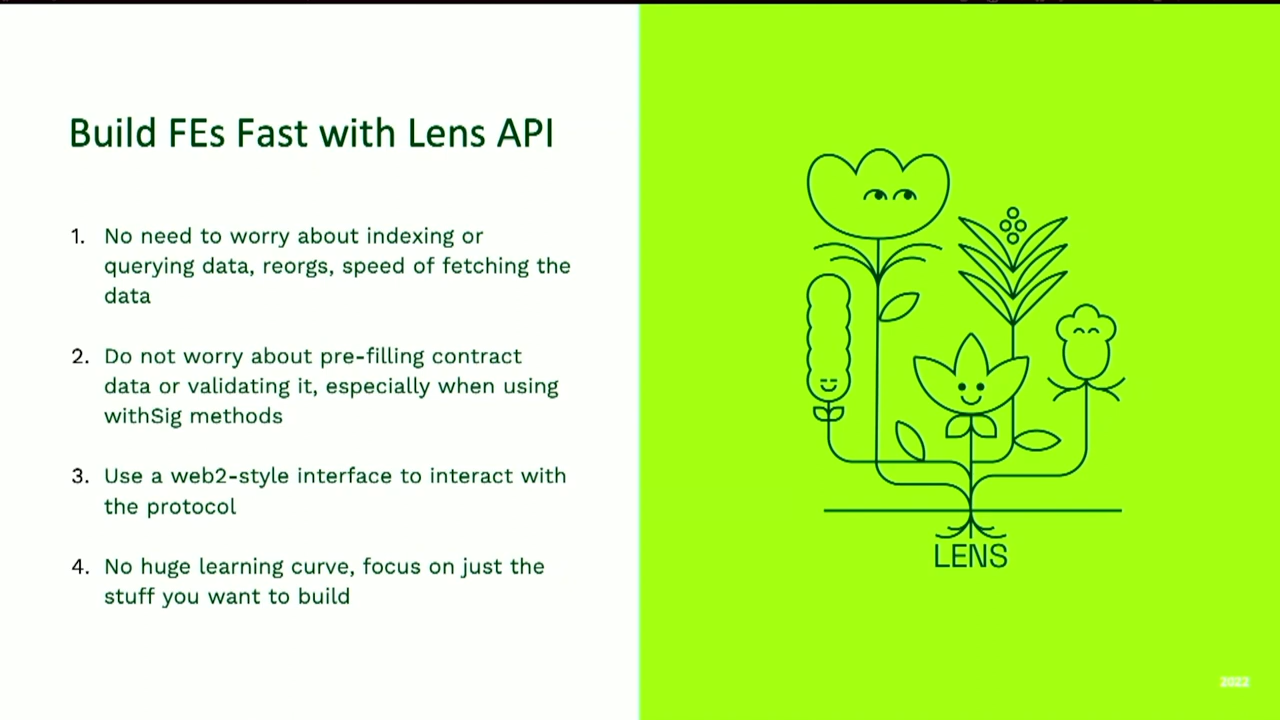 Build FEs Fast with Lens API
1. No need to worry about indexing or
querying data, reorgs, speed of fetching the
data
2. Do not worry about pre-filling contract
data or validating it, especially when using
withSig methods
3. Use a web2-style interface to interact with
the protocol
4. No huge learning curve, focus on just the
stuff you want to build
LENS
2022